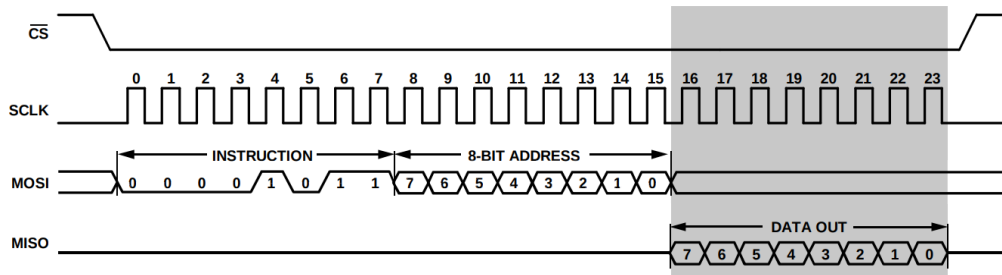 CS
0 1 2 3 4 5 6 7 8 9 10 11 12 13 14 15 16 17 18 19 20 21 22 23
SCLK
INSTRUCTION 8-BIT ADDRESS
MOSI 0 0 0 0 1 0 1 1 7 6 5 4 3 2 1 0
DATA OUT
MISO
7 6 5 4 3 2 1 0